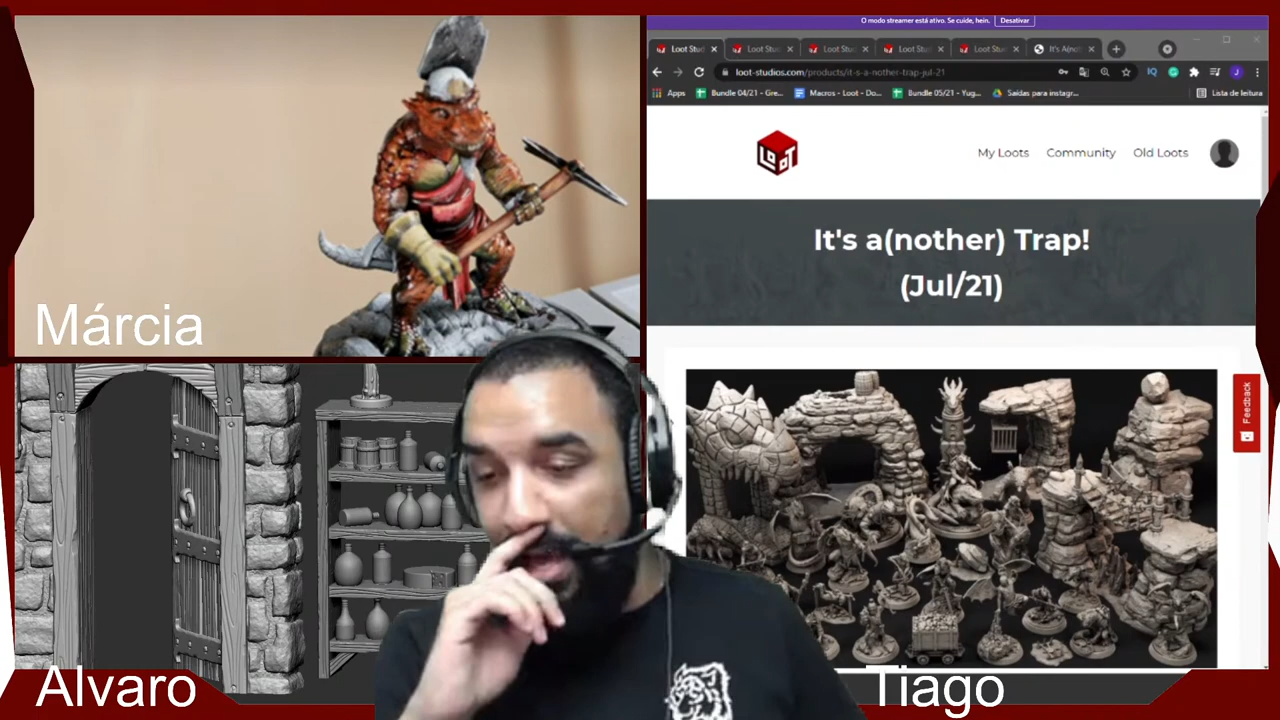 O modo streamer está ativo. Se cuide, hein. Desativar
Loot Stud
Loot Stud
Loot Stud
Loot Stud
Loot Stud
It's A(not
loot-studios.com/products/it-s-a-nother-trap-jul-21
Apps
Bundle 04/21 - Gre...
Macros - Loot - Do...
Bundle 05/21 - Yug...
Saídas para instagr...
Lista de leitura
LOOT
My Loots
Community
Old Loots
It's a(nother) Trap!
(Jul/21)
Feedback
Márcia
Alvaro
Tiago